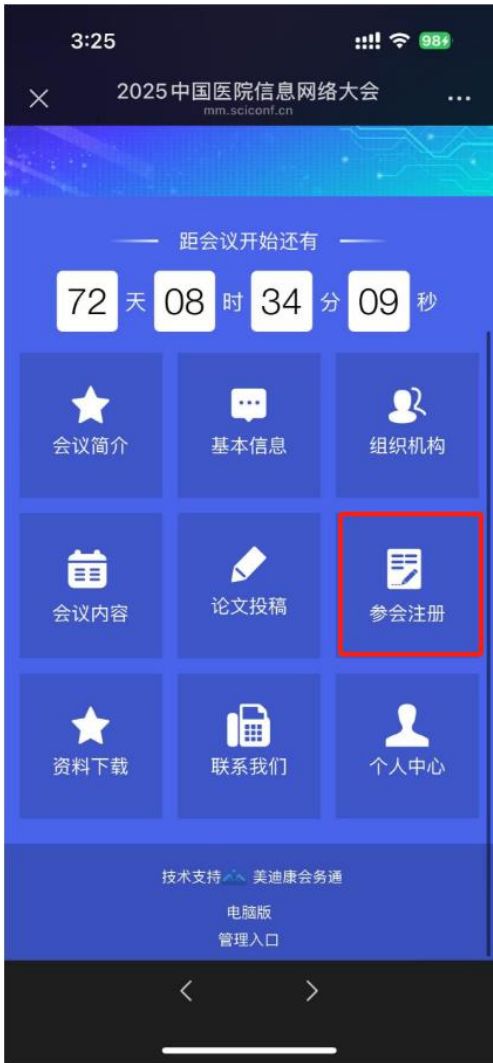 3:25
98
2025中国医院信息网络大会
mm.sciconf.cn
距会议开始还有
72 天 08 时 34 分 09 秒
会议简介 基本信息 组织机构
会议内容 论文投稿 参会注册
资料下载 联系我们 个人中心
技术支持 美迪康会务通
电脑版
管理入口